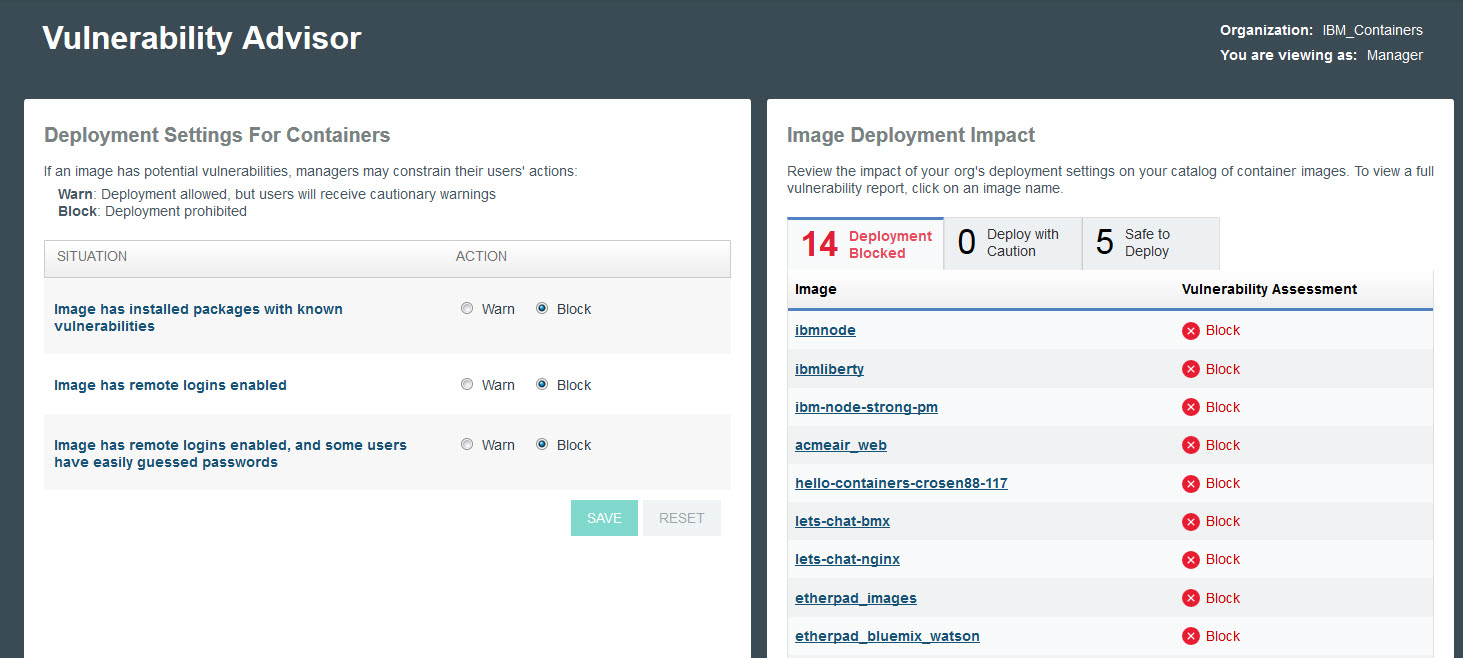 Vulnerability Advisor
Organization: IBM_Containers
You are viewing as: Manager
Deployment Settings For Containers
If an image has potential vulnerabilities, managers may constrain their users' actions:
Warn: Deployment allowed, but users will receive cautionary warnings
Block: Deployment prohibited
SITUATION ACTION
Image has installed packages with known
vulnerabilities
Warn Block
Image has remote logins enabled
Warn Block
Image has remote logins enabled, and some users
have easily guessed passwords
Warn Block
SAVE RESET
Image Deployment Impact
Review the impact of your org's deployment settings on your catalog of container images. To view a full
vulnerability report, click on an image name.
14 Deployment
Blocked
0 Deploy with
Caution
5 Safe to
Deploy
Image Vulnerability Assessment
ibmnode Block
ibmliberty Block
ibm-node-strong-pm Block
acmeair_web Block
hello-containers-crosen88-117 Block
lets-chat-bmx Block
lets-chat-nginx Block
etherpad_images Block
etherpad_bluemix_watson Block